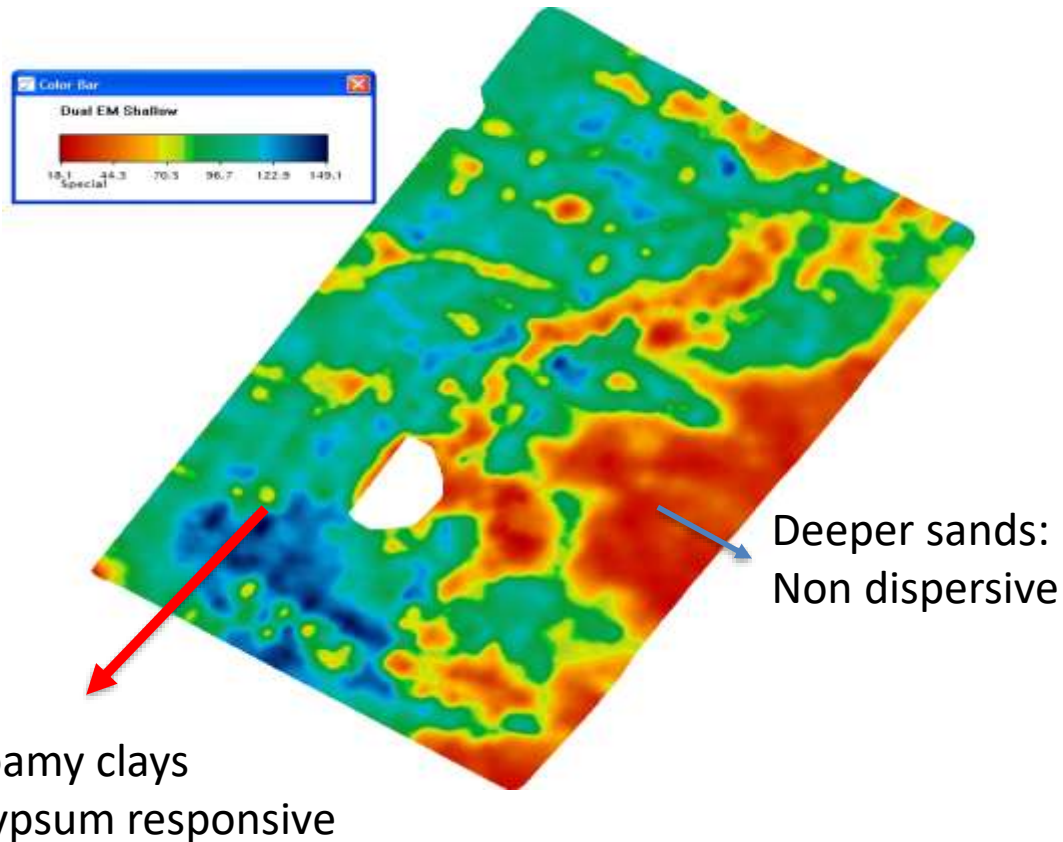 Color Bar
Dual EM Shallow
18.1 44.3 70.5 96.7 122.9 149.1
Special
Deeper sands:
Non dispersive
oamy clays
ypsum responsive